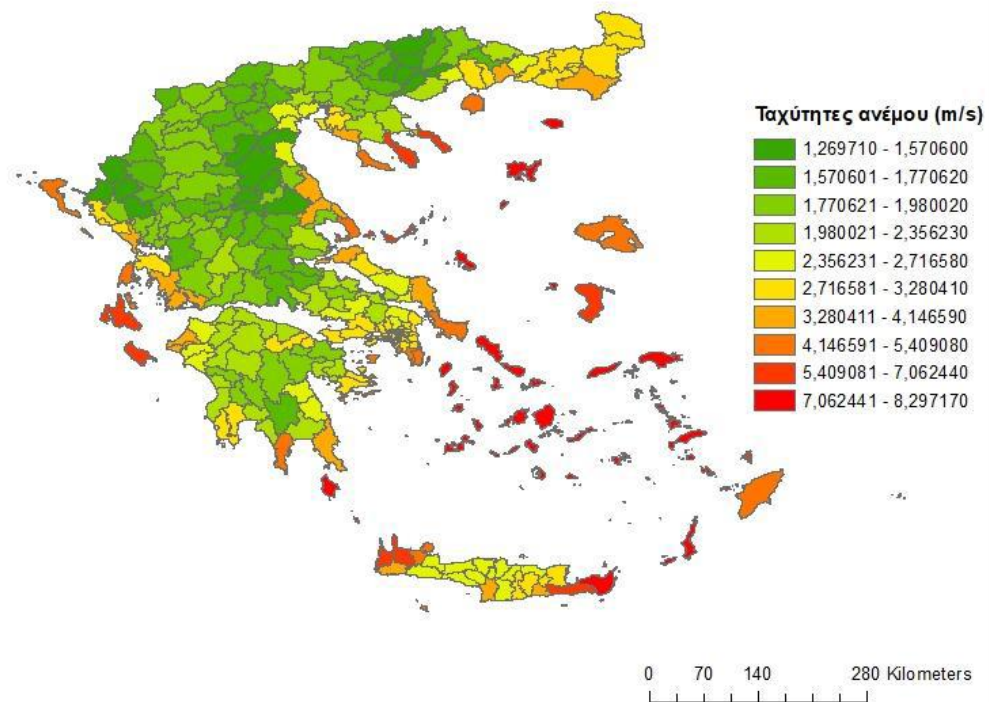 Ταχύτητες ανέμου (m/s)
1,269710 - 1,570600
1,570601 - 1,770620
1,770621 - 1,980020
1,980021 - 2,356230
2,356231 - 2,716580
2,716581 - 3,280410
3,280411 - 4,146590
4,146591 - 5,409080
5,409081 - 7,062440
7,062441 - 8,297170
0 70 140 280 Kilometers